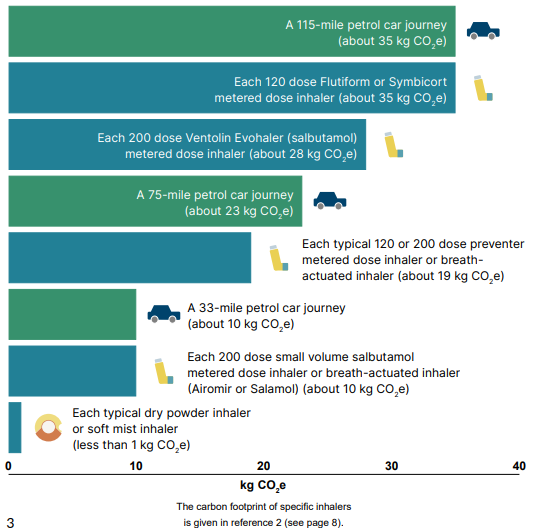 A 115-mile petrol car journey
(about 35 kg CO₂e)
Each 120 dose Flutiform or Symbicort
metered dose inhaler (about 35 kg CO₂e)
Each 200 dose Ventolin Evohaler (salbutamol)
metered dose inhaler (about 28 kg CO₂e)
A 75-mile petrol car journey
(about 23 kg CO₂e)
Each typical 120 or 200 dose preventer
metered dose inhaler or breath-
actuated inhaler (about 19 kg CO₂e)
A 33-mile petrol car journey
(about 10 kg CO₂e)
Each 200 dose small volume salbutamol
metered dose inhaler or breath-actuated inhaler
(Airomir or Salamol) (about 10 kg CO₂e)
Each typical dry powder inhaler
or soft mist inhaler
(less than 1 kg CO₂e)
0 10 20 30 40
kg CO₂e
The carbon footprint of specific inhalers
is given in reference 2 (see page 8).
3